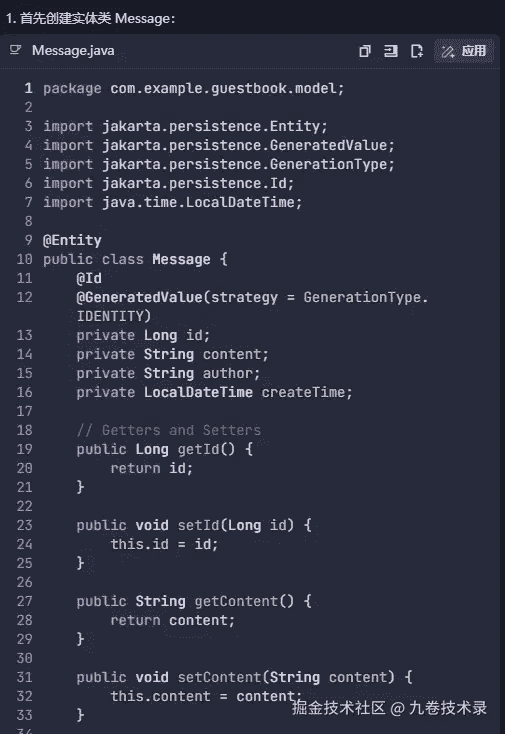 1. 首先创建实体类 Message：
Message.java
应用
1 package com.example.guestbook.model;
2
3 import jakarta.persistence.Entity;
4 import jakarta.persistence.GeneratedValue;
5 import jakarta.persistence.GenerationType;
6 import jakarta.persistence.Id;
7 import java.time.LocalDateTime;
8
9 @Entity
10 public class Message {
11     @Id
12     @GeneratedValue(strategy = GenerationType.
    IDENTITY)
13     private Long id;
14     private String content;
15     private String author;
16     private LocalDateTime createTime;
17
18     // Getters and Setters
19     public Long getId() {
20         return id;
21     }
22
23     public void setId(Long id) {
24         this.id = id;
25     }
26
27     public String getContent() {
28         return content;
29     }
30
31     public void setContent(String content) {
32         this.content = content;
33     }
掘金技术社区 @ 九卷技术录
34